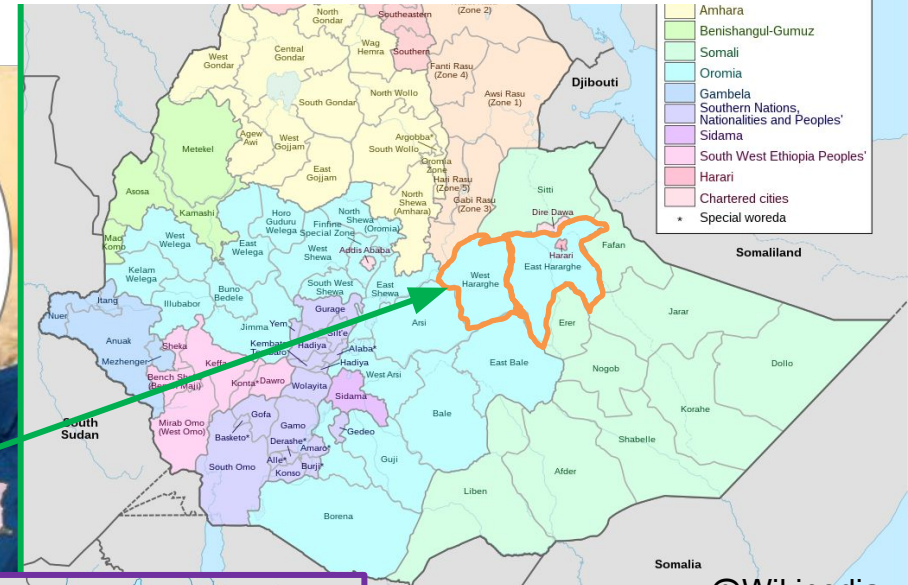 (Zone 2)
North
Gondar
Southeastern
Amhara
Benishangul-Gumuz
Somali
Oromia
Gambela
Southern Nations,
Nationalities and Peoples'
Sidama
South West Ethiopia Peoples'
Harari
Chartered cities
* Special woreda
West
Gondar
Central
Gondar
Wag
Hemra
Southern
Fanti Rasu
(Zone 4)
Djibouti
South Gondar
North Wollo
Awsi Rasu
(Zone 1)
Metekel
Agew
Awi
West
Gojjam
Argobba*
South Wollo
Oromia
Zone
East
Gojjam
Hari Rasu
(Zone 5)
Asosa
Kamashi
North
Shewa
(Amhara)
Gabi Rasu
(Zone 3)
Sitti
Dire Dawa
Mao
Komo
West
Welega
East
Welega
Horo
Guduru
Welega
Finfine
Special Zone
North
Shewa
(Oromia)
Addis Ababa
West
Shewa
Harari
Fafan
Somaliland
Kelam
Welega
Buno
Bedele
South West
Shewa
East
Shewa
West
Hararghe
East Hararghe
Itang
Illubabor
Gurage
Nuer
Jimma
Yem
Arsi
Erer
Jarar
Anuak
Sheka
Hadiya
Alaba*
Mezhenger
Keffa
Hadiya
West Arsi
East Bale
Nogob
Dollo
Konta*
Dawro
Wolayita
Sidama
South
Sudan
Mirab Omo
(West Omo)
Gofa
Gamo
Gedeo
Bale
Korahe
Basketo*
Derashe*
Amaro*
Shabelle
South Omo
Alle*
Burji*
Konso
Guji
Afder
Liben
Borena
Somalia